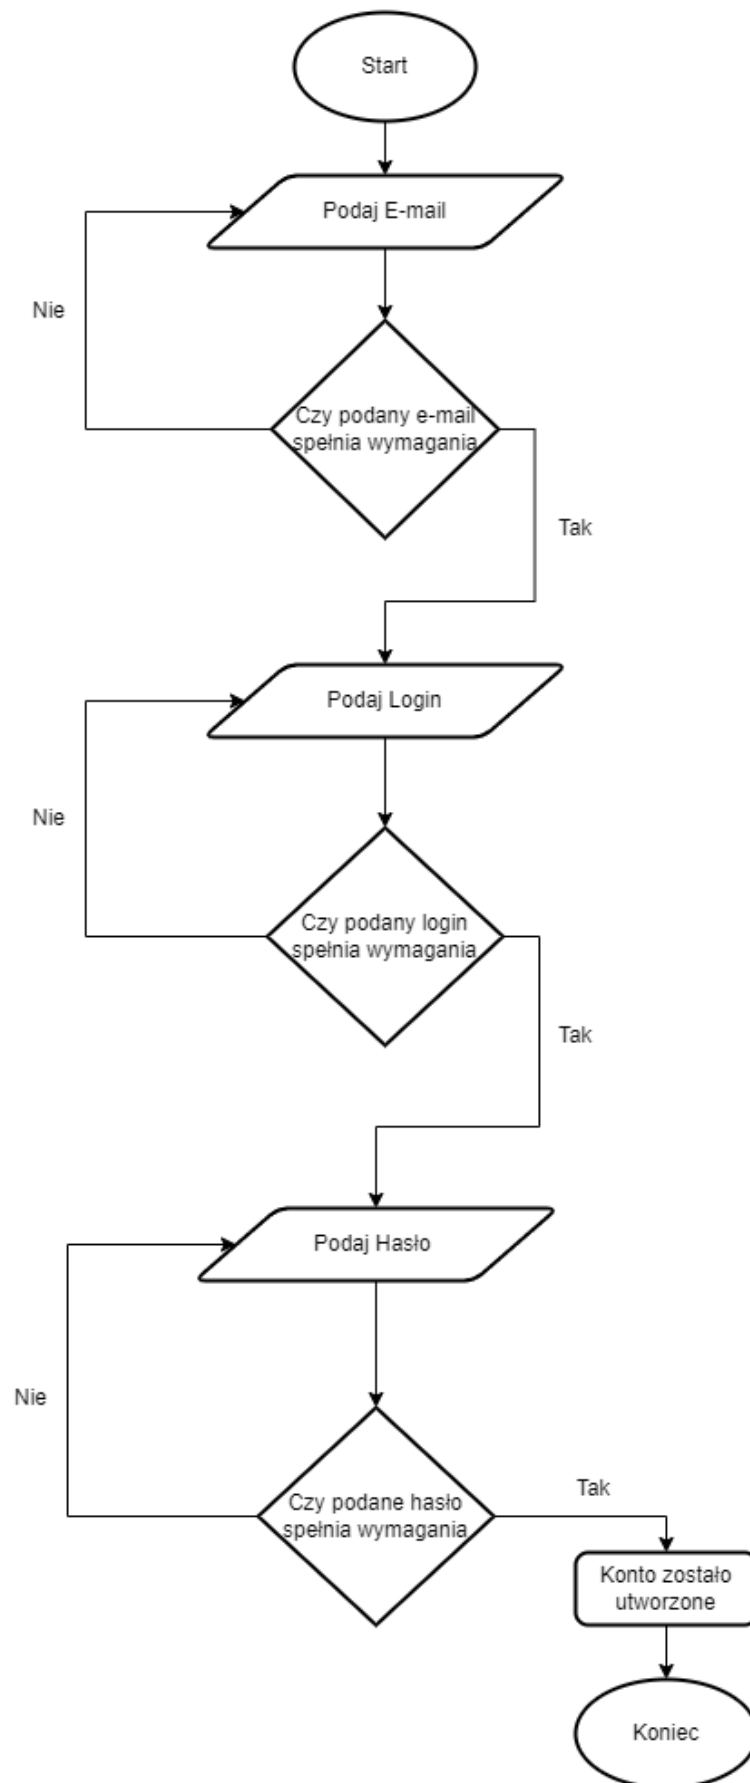 Start
Podaj E-mail
Nie
Czy podany e-mail
spełnia wymagania
Tak
Podaj Login
Nie
Czy podany login
spełnia wymagania
Tak
Podaj Hasło
Nie
Czy podane hasło
spełnia wymagania
Tak
Konto zostało
utworzone
Koniec